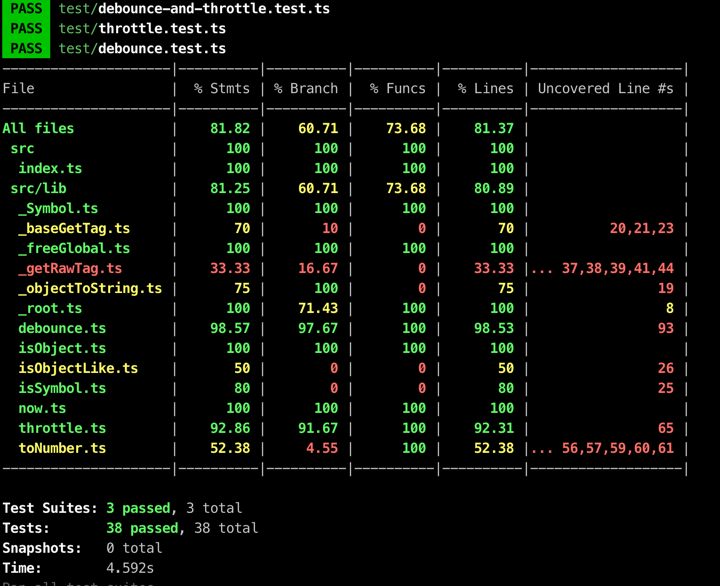 PASS test/debounce-and-throttle.test.ts
PASS test/throttle.test.ts
PASS test/debounce.test.ts
---------------------|----------|----------|----------|----------|-------------------|
File | % Stmts | % Branch | % Funcs | % Lines | Uncovered Line #s |
---------------------|----------|----------|----------|----------|-------------------|
All files | 81.82 | 60.71 | 73.68 | 81.37 | |
src | 100 | 100 | 100 | 100 | |
index.ts | 100 | 100 | 100 | 100 | |
src/lib | 81.25 | 60.71 | 73.68 | 80.89 | |
_Symbol.ts | 100 | 100 | 100 | 100 | |
_baseGetTag.ts | 70 | 10 | 0 | 70 | 20,21,23 |
_freeGlobal.ts | 100 | 100 | 100 | 100 | |
_getRawTag.ts | 33.33 | 16.67 | 0 | 33.33 |... 37,38,39,41,44 |
_objectToString.ts | 75 | 100 | 0 | 75 | 19 |
_root.ts | 100 | 71.43 | 100 | 100 | 8 |
debounce.ts | 98.57 | 97.67 | 100 | 98.53 | 93 |
isObject.ts | 100 | 100 | 100 | 100 | |
isObjectLike.ts | 50 | 0 | 0 | 50 | 26 |
isSymbol.ts | 80 | 0 | 0 | 80 | 25 |
now.ts | 100 | 100 | 100 | 100 | |
throttle.ts | 92.86 | 91.67 | 100 | 92.31 | 65 |
toNumber.ts | 52.38 | 4.55 | 100 | 52.38 |... 56,57,59,60,61 |
---------------------|----------|----------|----------|----------|-------------------|
Test Suites: 3 passed, 3 total
Tests: 38 passed, 38 total
Snapshots: 0 total
Time: 4.592s
Ran all test suites